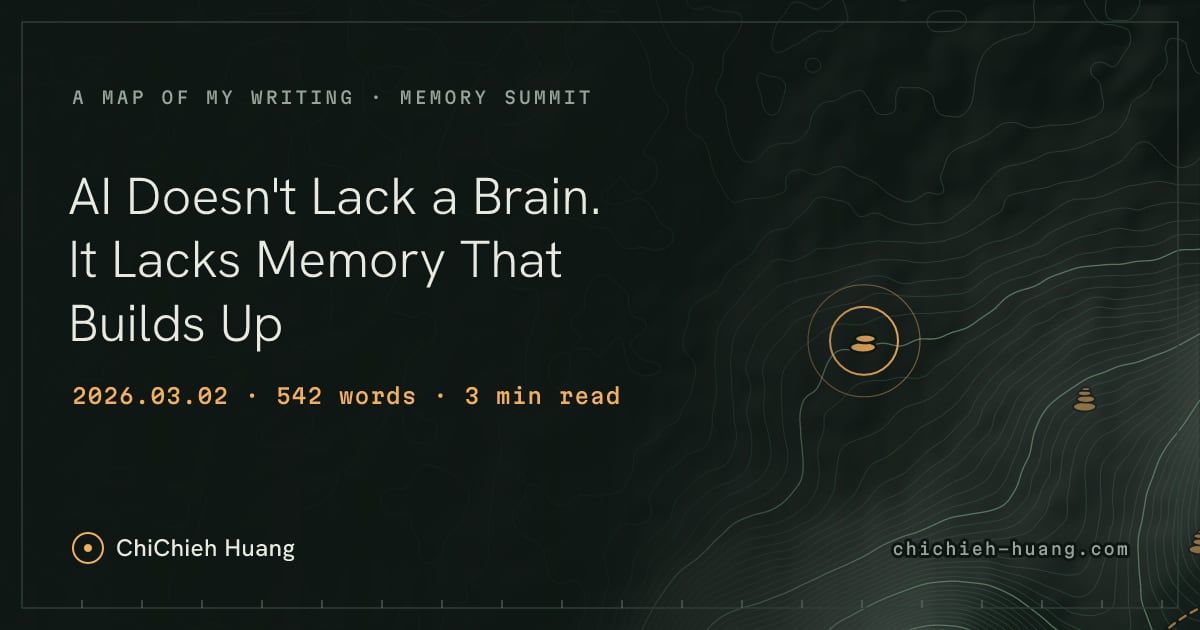 A MAP OF MY WRITING · MEMORY SUMMIT
AI Doesn't Lack a Brain.
It Lacks Memory That
Builds Up
2026.03.02 · 542 words · 3 min read
ChiChieh Huang
chichieh-huang.com